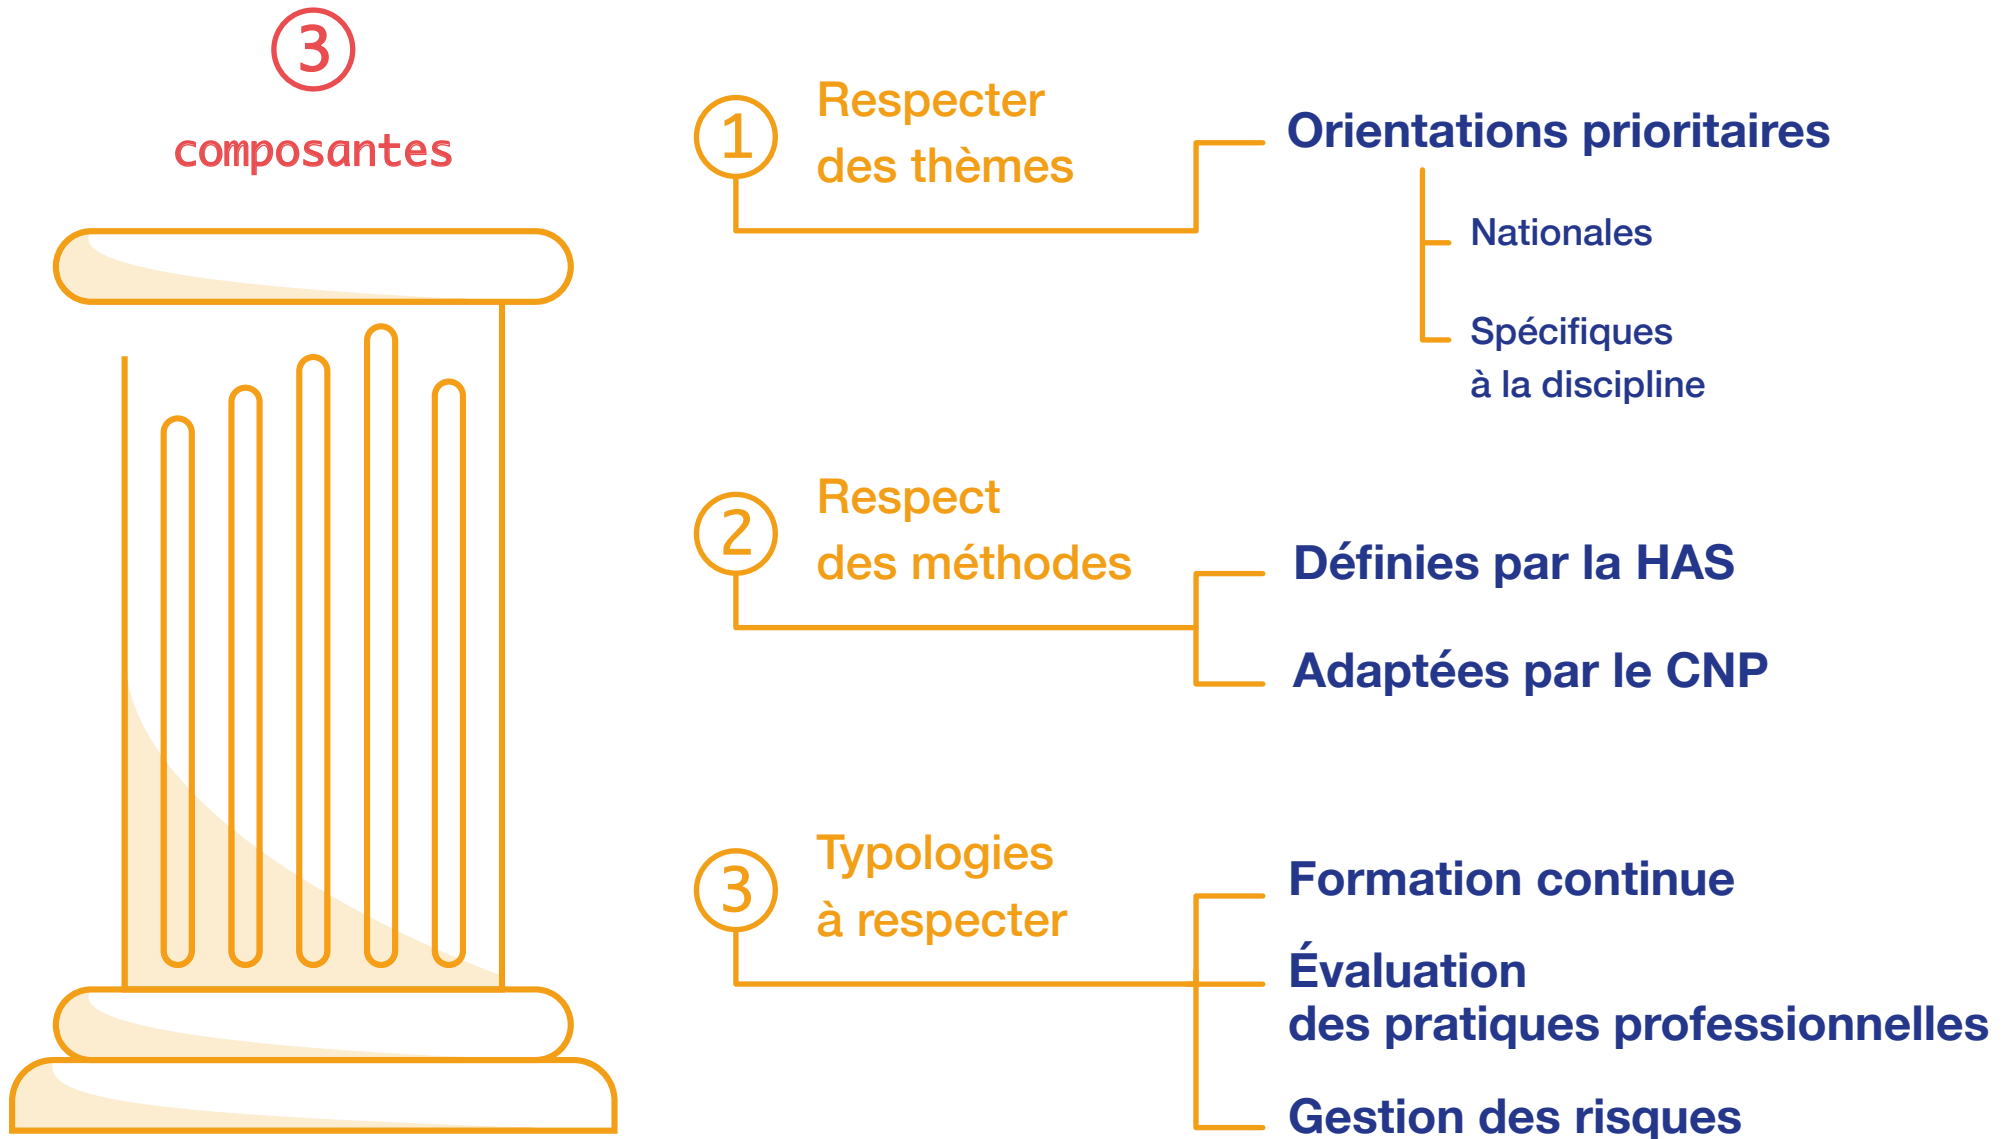 3
composantes
1
Respecter
des thèmes
Orientations prioritaires
Nationales
Spécifiques
à la discipline
2
Respect
des méthodes
Définies par la HAS
Adaptées par le CNP
3
Typologies
à respecter
Formation continue
Évaluation
des pratiques professionnelles
Gestion des risques